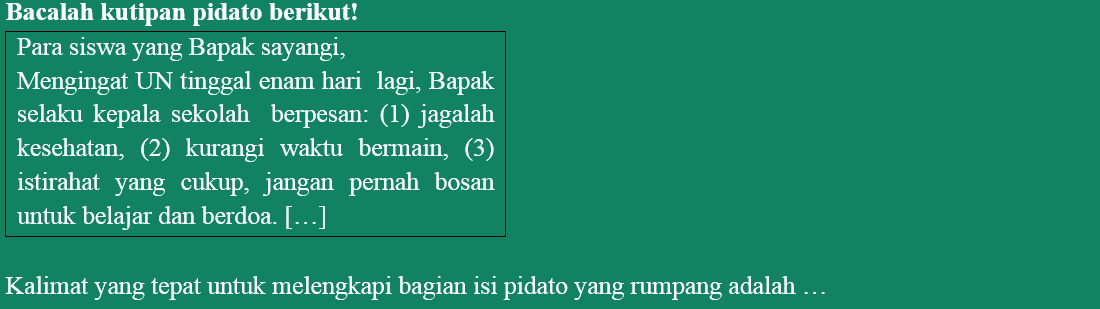 Bacalah kutipan pidato berikut!
Para siswa yang Bapak sayangi,
Mengingat UN tinggal enam hari lagi, Bapak
selaku kepala sekolah berpesan: (1) jagalah
kesehatan, (2) kurangi waktu bermain, (3)
istirahat yang cukup, jangan pernah bosan
untuk belajar dan berdoa. […]
Kalimat yang tepat untuk melengkapi bagian isi pidato yang rumpang adalah …